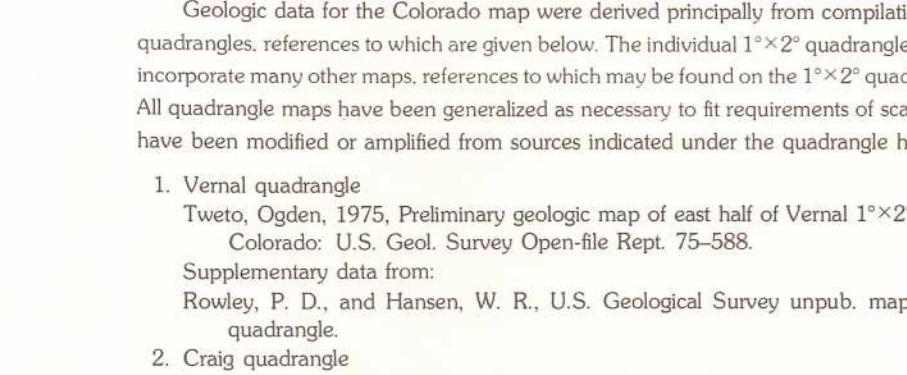 Geologic data for the Colorado map were derived principally from compilati
quadrangles, references to which are given below. The individual 1°×2° quadrangle
incorporate many other maps, references to which may be found on the 1°×2° quad
All quadrangle maps have been generalized as necessary to fit requirements of sca
have been modified or amplified from sources indicated under the quadrangle h
1. Vernal quadrangle
Tweto, Ogden, 1975, Preliminary geologic map of east half of Vernal 1°×2°
Colorado: U.S. Geol. Survey Open-file Rept. 75–588.
Supplementary data from:
Rowley, P. D., and Hansen, W. R., U.S. Geological Survey unpub. map
quadrangle.
2. Craig quadrangle